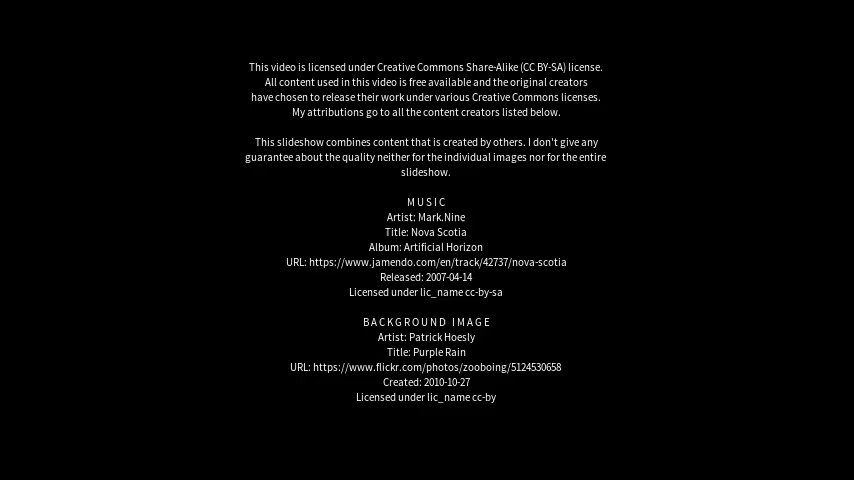 This video is licensed under Creative Commons Share-Alike (CC BY-SA) license.
All content used in this video is free available and the original creators
have chosen to release their work under various Creative Commons licenses.
My attributions go to all the content creators listed below.
This slideshow combines content that is created by others. I don't give any
guarantee about the quality neither for the individual images nor for the entire
slideshow.
MUSIC
Artist: Mark.Nine
Title: Nova Scotia
Album: Artificial Horizon
URL: https://www.jamendo.com/en/track/42737/nova-scotia
Released: 2007-04-14
Licensed under lic_name cc-by-sa
BACKGROUND IMAGE
Artist: Patrick Hoesly
Title: Purple Rain
URL: https://www.flickr.com/photos/zooboing/5124530658
Created: 2010-10-27
Licensed under lic_name cc-by